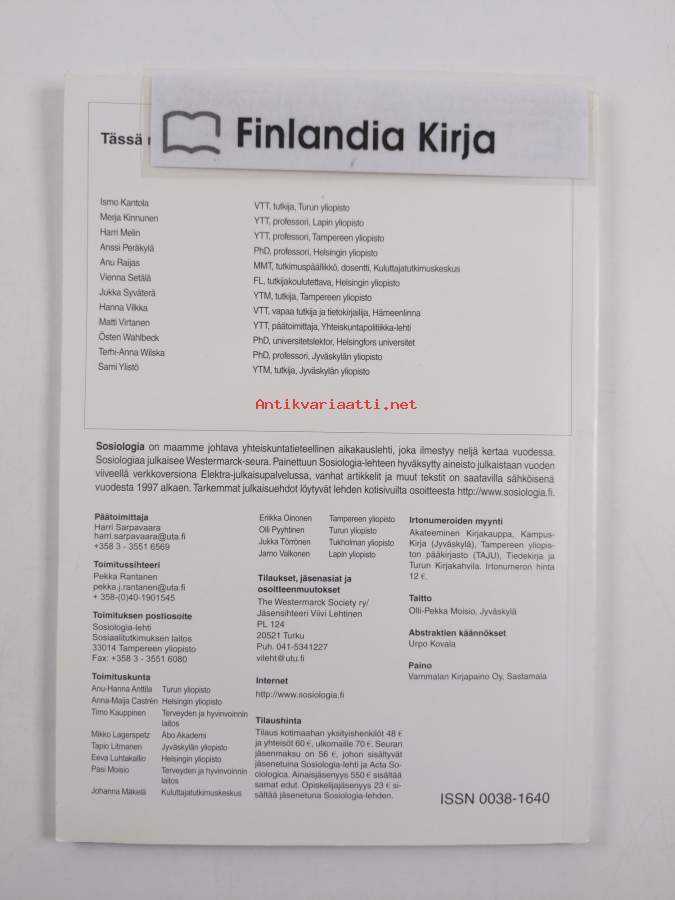 Finlandia Kirja
Tässä
Ismo Kantola VTT, tutkija, Turun yliopisto
Merja Kinnunen YTT, professori, Lapin yliopisto
Harri Melin YTT, professori, Tampereen yliopisto
Anssi Peräkylä PhD, professori, Helsingin yliopisto
Anu Raijas MMT, tutkimuspäällikkö, dosentti, Kuluttajatutkimuskeskus
Vienna Setälä FL, tutkijakoulutettava, Helsingin yliopisto
Jukka Syväterä YTM, tutkija, Tampereen yliopisto
Hanna Vilkka VTT, vapaa tutkija ja tietokirjailija, Hämeenlinna
Matti Virtanen YTT, päätoimittaja, Yhteiskuntapolitiikka-lehti
Östen Wahlbeck PhD, universitetslektor, Helsingfors universitet
Terhi-Anna Wilska PhD, professori, Jyväskylän yliopisto
Sami Ylistö YTM, tutkija, Jyväskylän yliopisto
Antikvariaatti.net
Sosiologia on maamme johtava yhteiskuntatieteellinen aikakauslehti, joka ilmestyy neljä kertaa vuodessa.
Sosiologiaa julkaisee Westermarck-seura. Painettuun Sosiologia-lehteen hyväksytty aineisto julkaistaan vuoden
viiveellä verkkoversiona Elektra-julkaisupalvelussa, vanhat artikkelit ja muut tekstit on saatavilla sähköisenä
vuodesta 1997 alkaen. Tarkemmat julkaisuehdot löytyvät lehden kotisivuilta osoitteesta http://www.sosiologia.fi.
Päätoimittaja
Harri Sarpavaara
harri.sarpavaara@uta.fi
+358 3 - 3551 6569
Toimitussihteeri
Pekka Rantanen
pekka.j.rantanen@uta.fi
+ 358-(0)40-1901545
Toimituksen postiosoite
Sosiologia-lehti
Sosiaalitutkimuksen laitos
33014 Tampereen yliopisto
Fax: +358 3 - 3551 6080
Toimituskunta
Anu-Hanna Anttila Turun yliopisto
Anna-Maija Castrén Helsingin yliopisto
Timo Kauppinen Terveyden ja hyvinvoinnin
laitos
Mikko Lagerspetz Åbo Akademi
Tapio Litmanen Jyväskylän yliopisto
Eeva Luhtakallio Helsingin yliopisto
Pasi Moisio Terveyden ja hyvinvoinnin
laitos
Johanna Mäkelä Kuluttajatutkimuskeskus
Eriikka Oinonen Tampereen yliopisto
Olli Pyyhtinen Turun yliopisto
Jukka Törrönen Tukholman yliopisto
Jarno Valkonen Lapin yliopisto
Tilaukset, jäsenasiat ja
osoitteenmuutokset
The Westermarck Society ry/
Jäsensihteeri Viivi Lehtinen
PL 124
20521 Turku
Puh. 041-5341227
vileht@utu.fi
Internet
http://www.sosiologia.fi
Tilaushinta
Tilaus kotimaahan yksityishenkilöt 48 €
ja yhteisöt 60 €, ulkomaille 70 €. Seuran
jäsenmaksu on 56 €, johon sisältyvät
jäsenetuina Sosiologia-lehti ja Acta So-
ciologica. Ainaisjäsenyys 550 € sisältää
samat edut. Opiskelijajäsenyys 23 € si-
sältää jäsenetuna Sosiologia-lehden.
Irtonumeroiden myynti
Akateeminen Kirjakauppa, Kampus-
Kirja (Jyväskylä), Tampereen yliopis-
ton pääkirjasto (TAJU), Tiedekirja ja
Turun Kirjakahvila. Irtonumeron hinta
12 €.
Taitto
Olli-Pekka Moisio, Jyväskylä
Abstraktien käännökset
Urpo Kovala
Paino
Vammalan Kirjapaino Oy, Sastamala
ISSN 0038-1640